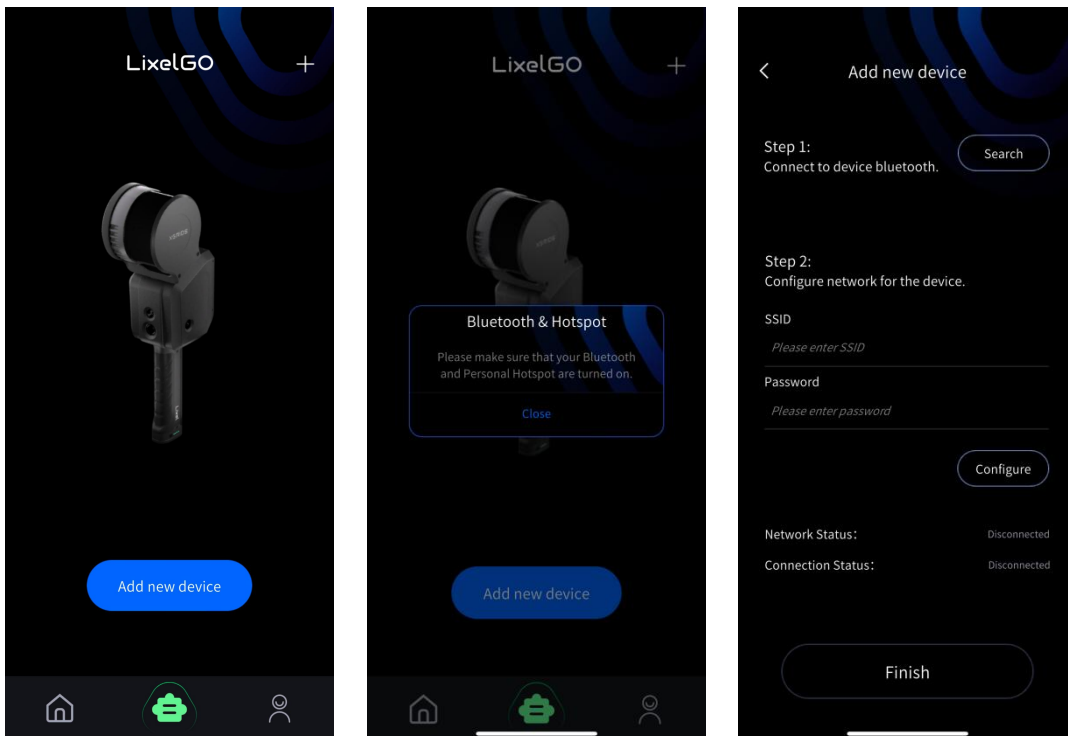 LixelGO
Add new device
LixelGO
Bluetooth & Hotspot
Please make sure that your Bluetooth
and Personal Hotspot are turned on.
Close
Add new device
Add new device
Step 1:
Connect to device bluetooth.
Search
Step 2:
Configure network for the device.
SSID
Please enter SSID
Password
Please enter password
Configure
Network Status:
Disconnected
Connection Status:
Disconnected
Finish